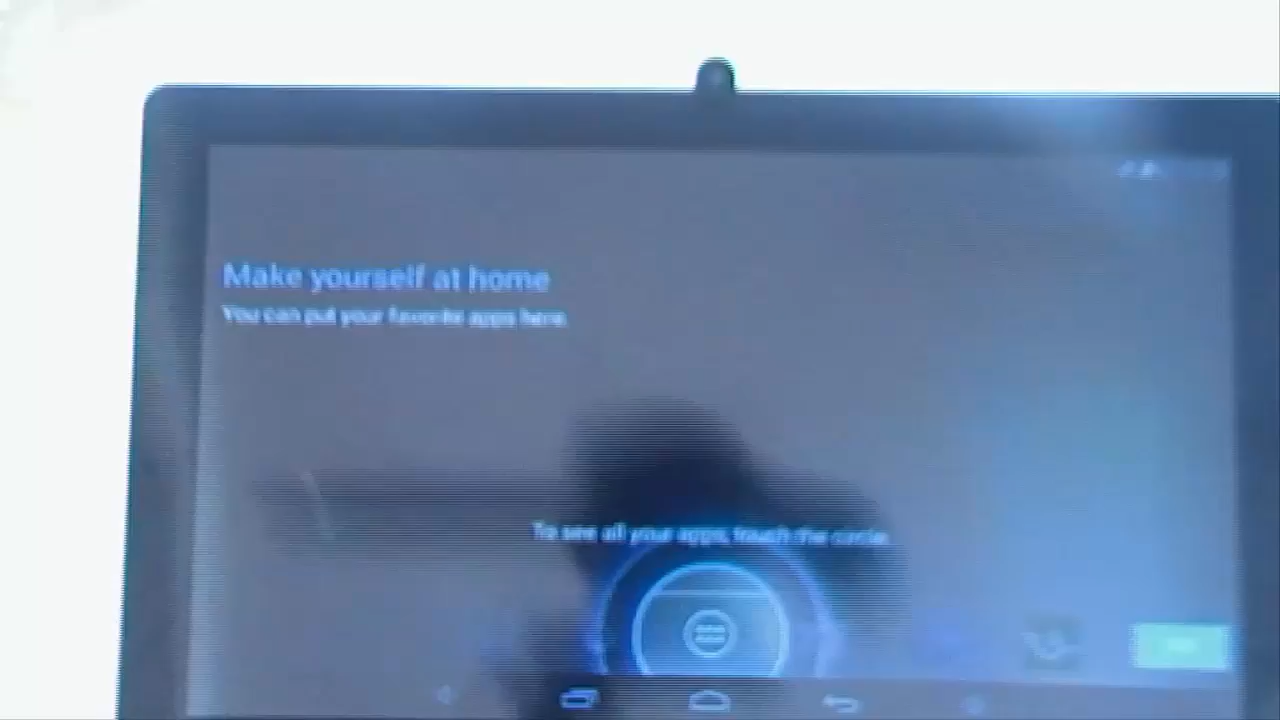 Make yourself at home
You can put your favorite apps here.
To see all your apps, touch the circle.